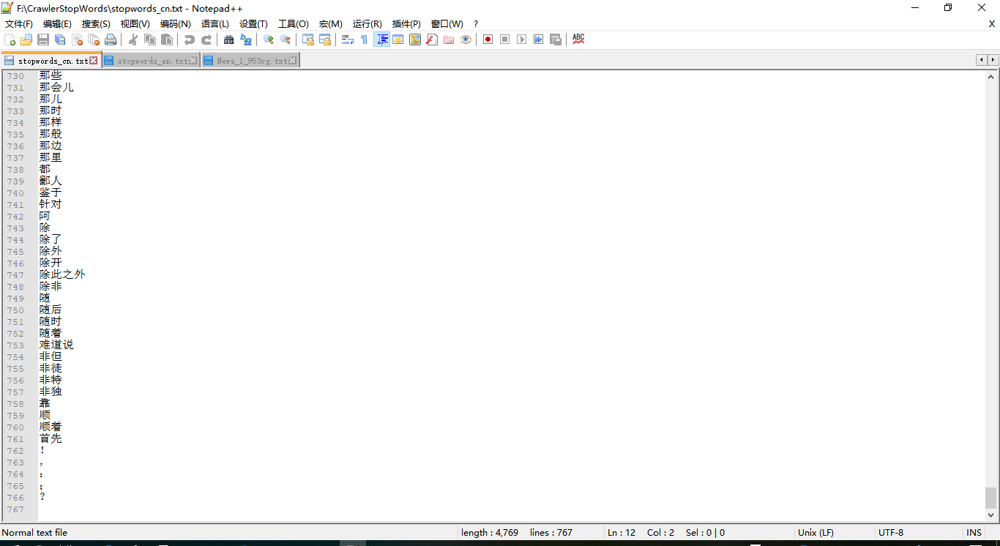 F:\CrawlerStopWords\stopwords_cn.txt - Notepad++
文件(F) 编辑(E) 搜索(S) 视图(V) 编码(N) 语言(L) 设置(T) 工具(O) 宏(M) 运行(R) 插件(P) 窗口(W) ? X
ABC
stopwords_cn.txt stopwords_en.txt News_1_953rg.txt
730 那些
731 那会儿
732 那儿
733 那时
734 那样
735 那般
736 那边
737 那里
738 都
739 鄙人
740 鉴于
741 针对
742 阿
743 除
744 除了
745 除外
746 除开
747 除此之外
748 除非
749 随
750 随后
751 随时
752 随着
753 难道说
754 非但
755 非徒
756 非特
757 非独
758 靠
759 顺
760 顺着
761 首先
762 ！
763 ，
764 ：
765 ；
766 ？
767
Normal text file length : 4,769 lines : 767 Ln : 12 Col : 2 Sel : 0 | 0 Unix (LF) UTF-8 INS